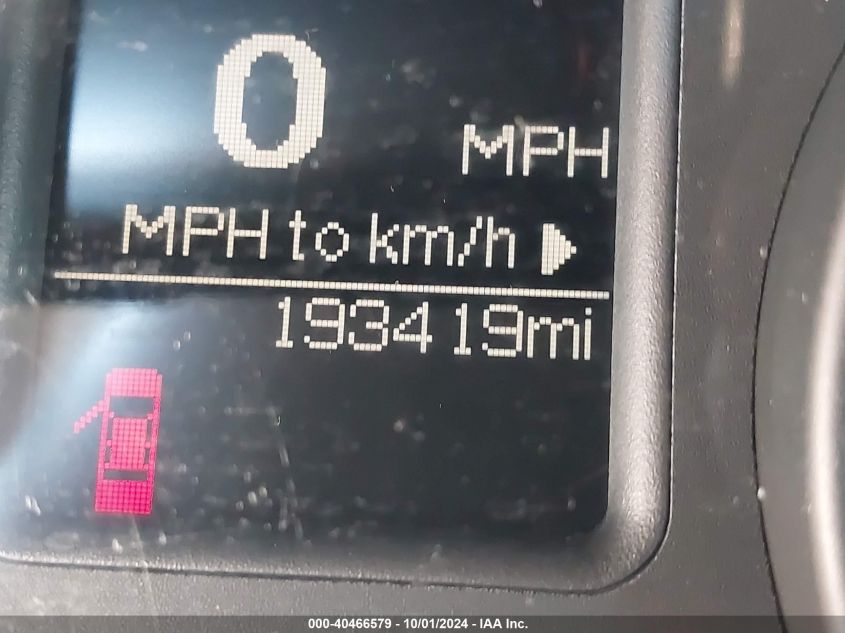 0
MPH
MPH to km/h
193419mi
000-40466579 - 10/01/2024 - IAA Inc.